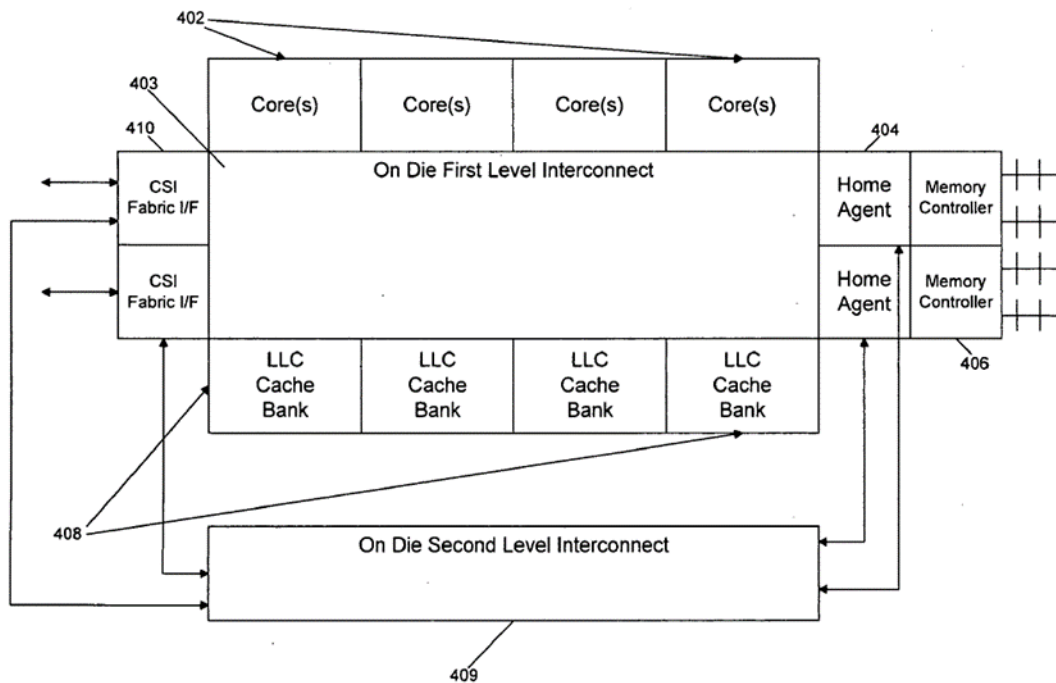 402
403
410
Core(s)
Core(s)
Core(s)
Core(s)
404
On Die First Level Interconnect
CSI
Fabric I/F
Home
Agent
Memory
Controller
CSI
Fabric I/F
Home
Agent
Memory
Controller
LLC
Cache
Bank
LLC
Cache
Bank
LLC
Cache
Bank
LLC
Cache
Bank
406
408
On Die Second Level Interconnect
409